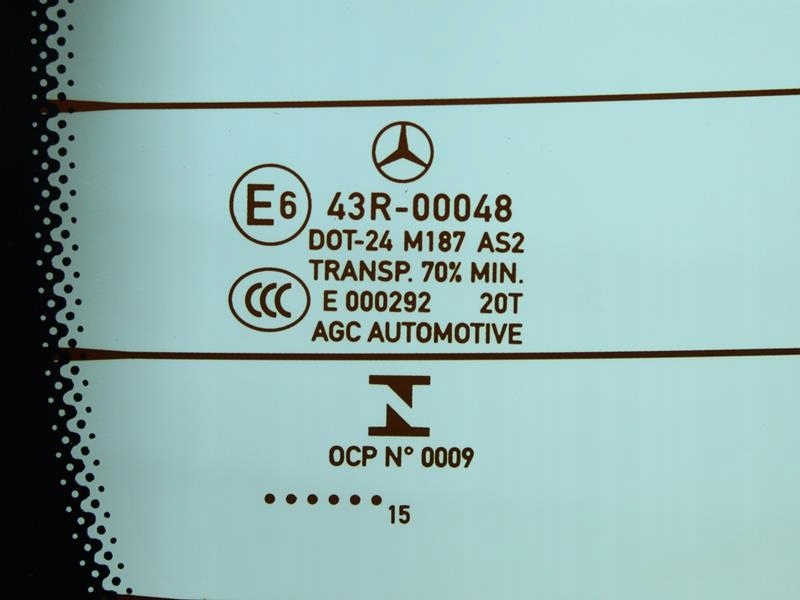 E6 43R-00048
DOT-24 M187 AS2
TRANSP. 70% MIN.
CCC E 000292 20T
AGC AUTOMOTIVE
OCP N° 0009
15